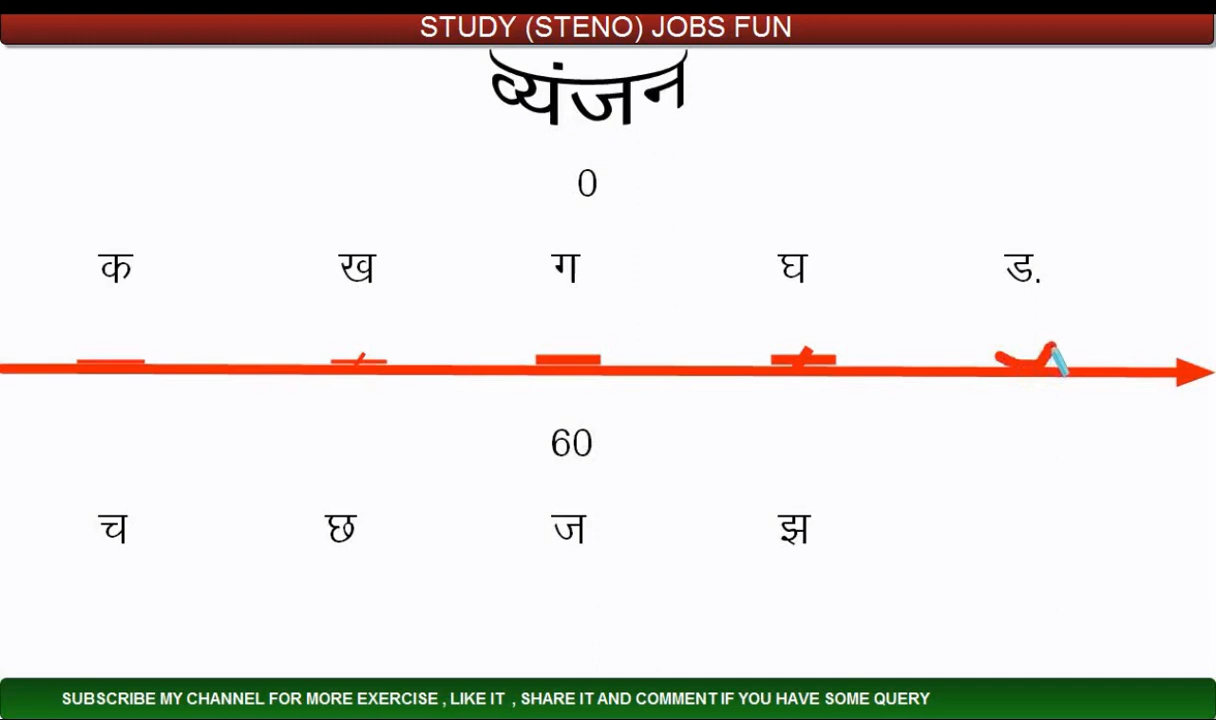 STUDY (STENO) JOBS FUN
व्यंजन
0
क ख ग घ ड.
60
च छ ज झ
SUBSCRIBE MY CHANNEL FOR MORE EXERCISE , LIKE IT , SHARE IT AND COMMENT IF YOU HAVE SOME QUERY